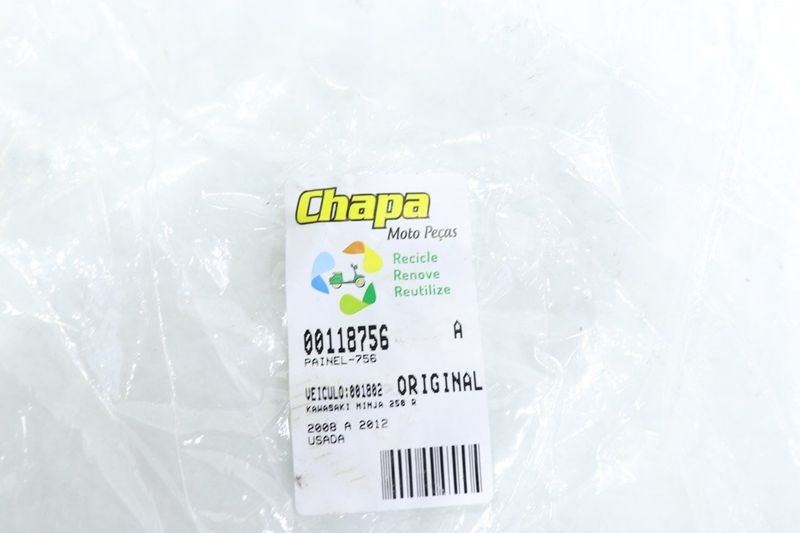 Chapa
Moto Peças
Recicle
Renove
Reutilize
00118756 A
PAINEL-756
VEICULO:001802 ORIGINAL
KAWASAKI NINJA 250 R
2008 A 2012
USADA